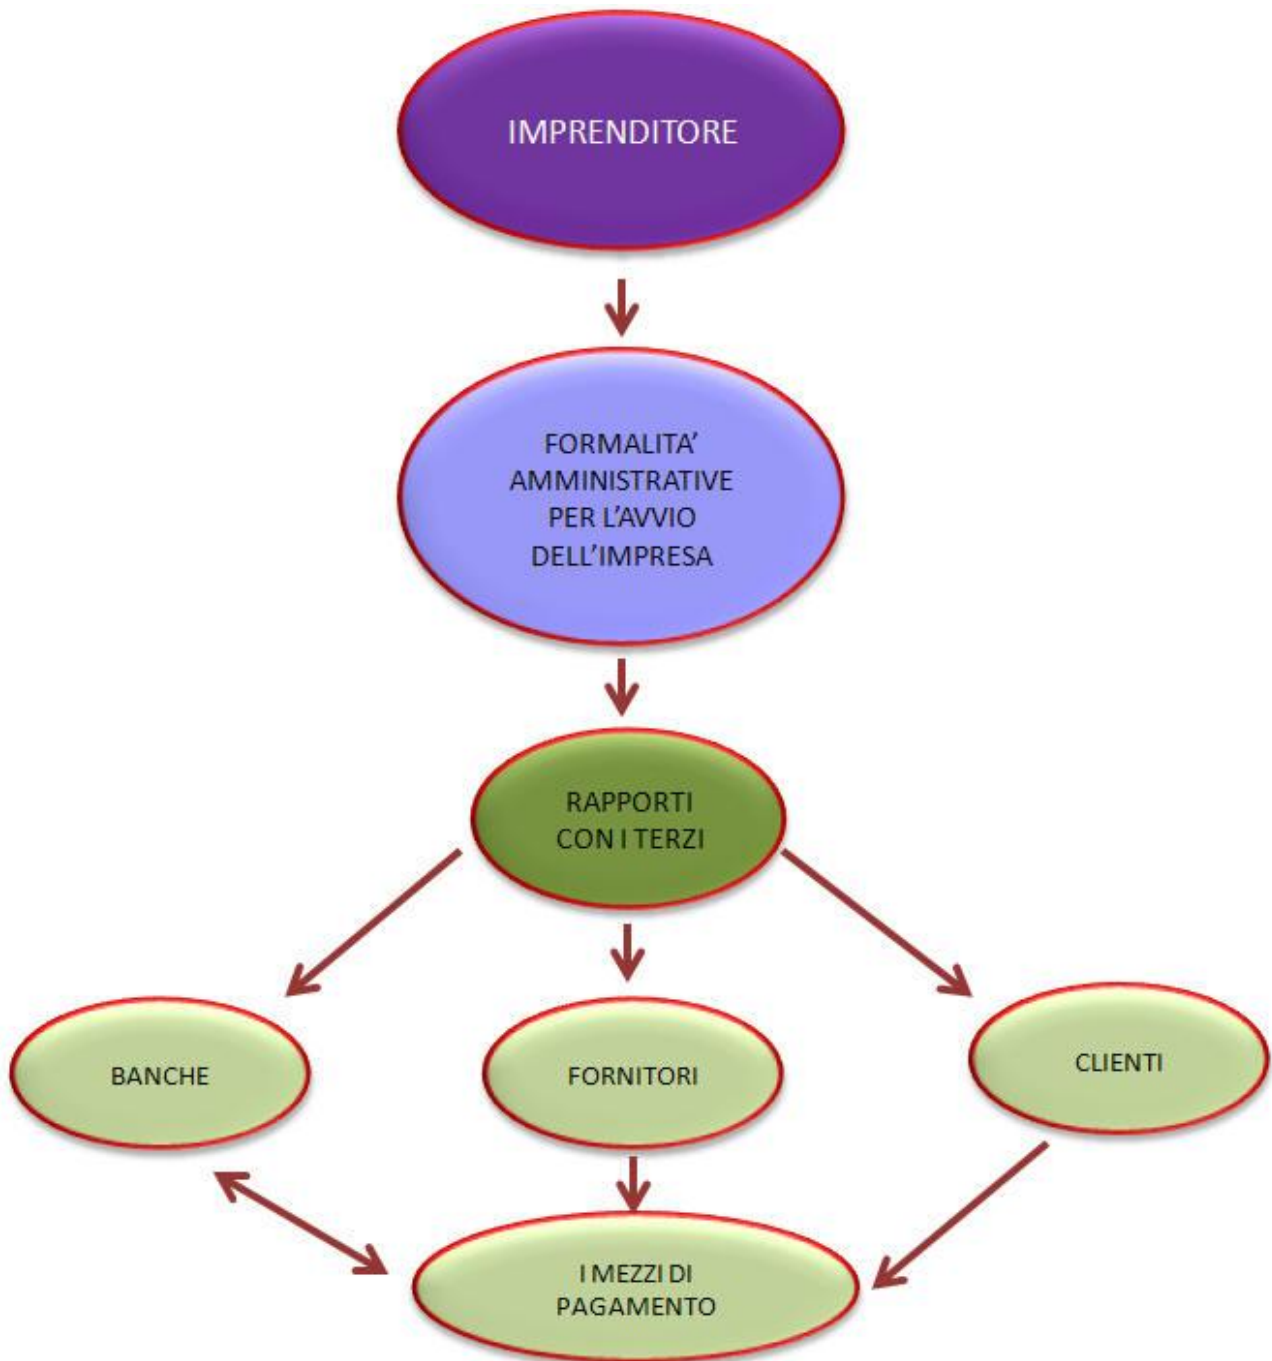 IMPRENDITORE
FORMALITA’
AMMINISTRATIVE
PER L’AVVIO
DELL’IMPRESA
RAPPORTI
CON I TERZI
BANCHE
FORNITORI
CLIENTI
I MEZZI DI
PAGAMENTO